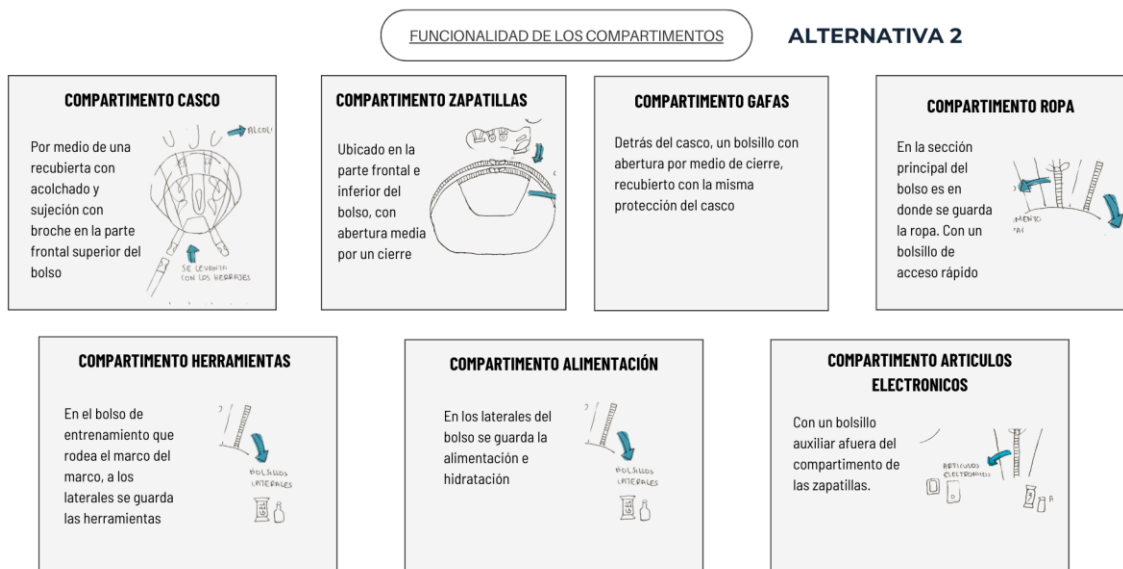 FUNCIONALIDAD DE LOS COMPARTIMENTOS
ALTERNATIVA 2
COMPARTIMENTO CASCO
Por medio de una
recubierta con
acolchado y
sujeción con
broche en la parte
frontal superior del
bolso
SE LEVANTA
CON LOS HERRAJES
COMPARTIMENTO ZAPATILLAS
Ubicado en la
parte frontal e
inferior del
bolso, con
abertura media
por un cierre
COMPARTIMENTO GAFAS
Detrás del casco, un bolsillo con
abertura por medio de cierre,
recubierto con la misma
protección del casco
COMPARTIMENTO ROPA
En la sección
principal del
bolso es en
donde se guarda
la ropa. Con un
bolsillo de
acceso rápido
COMPARTIMENTO HERRAMIENTAS
En el bolso de
entrenamiento que
rodea el marco del
marco, a los
laterales se guarda
las herramientas
BOLSILLOS
LATERALES
GEL
COMPARTIMENTO ALIMENTACIÓN
En los laterales del
bolso se guarda la
alimentación e
hidratación
BOLSILLOS
LATERALES
GEL
COMPARTIMENTO ARTICULOS
ELECTRONICOS
Con un bolsillo
auxiliar afuera del
compartimento de
las zapatillas.
ARTICULOS